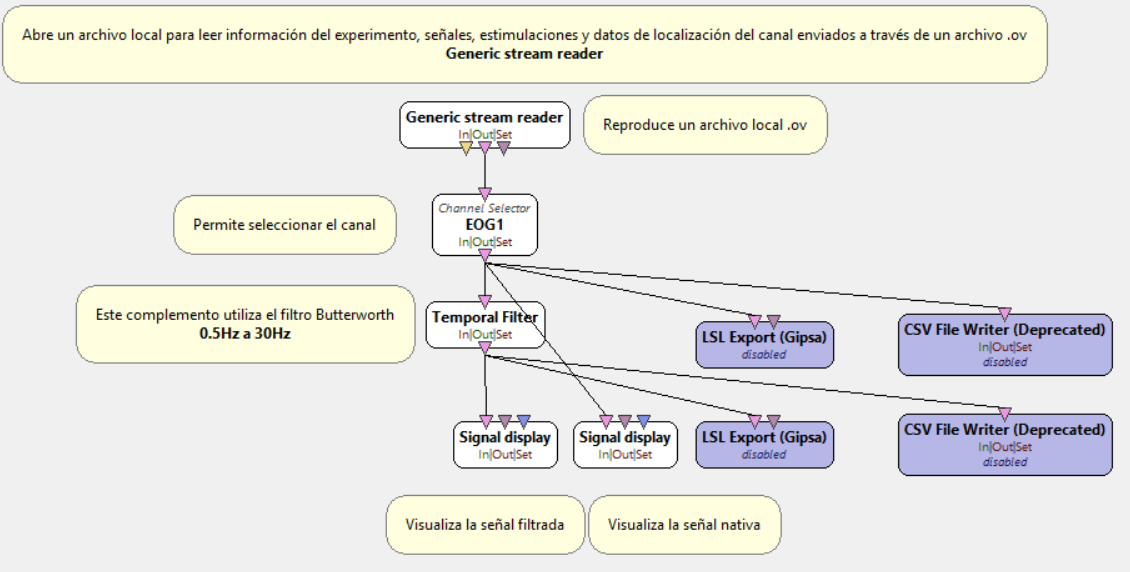 Abre un archivo local para leer información del experimento, señales, estimulaciones y datos de localización del canal enviados a través de un archivo .ov
Generic stream reader
Generic stream reader
In|Out|Set
Reproduce un archivo local .ov
Permite seleccionar el canal
Channel Selector
EOG1
In|Out|Set
Este complemento utiliza el filtro Butterworth
0.5Hz a 30Hz
Temporal Filter
In|Out|Set
LSL Export (Gipsa)
disabled
CSV File Writer (Deprecated)
In|Out|Set
disabled
Signal display
In|Out|Set
Signal display
In|Out|Set
LSL Export (Gipsa)
disabled
CSV File Writer (Deprecated)
In|Out|Set
disabled
Visualiza la señal filtrada
Visualiza la señal nativa